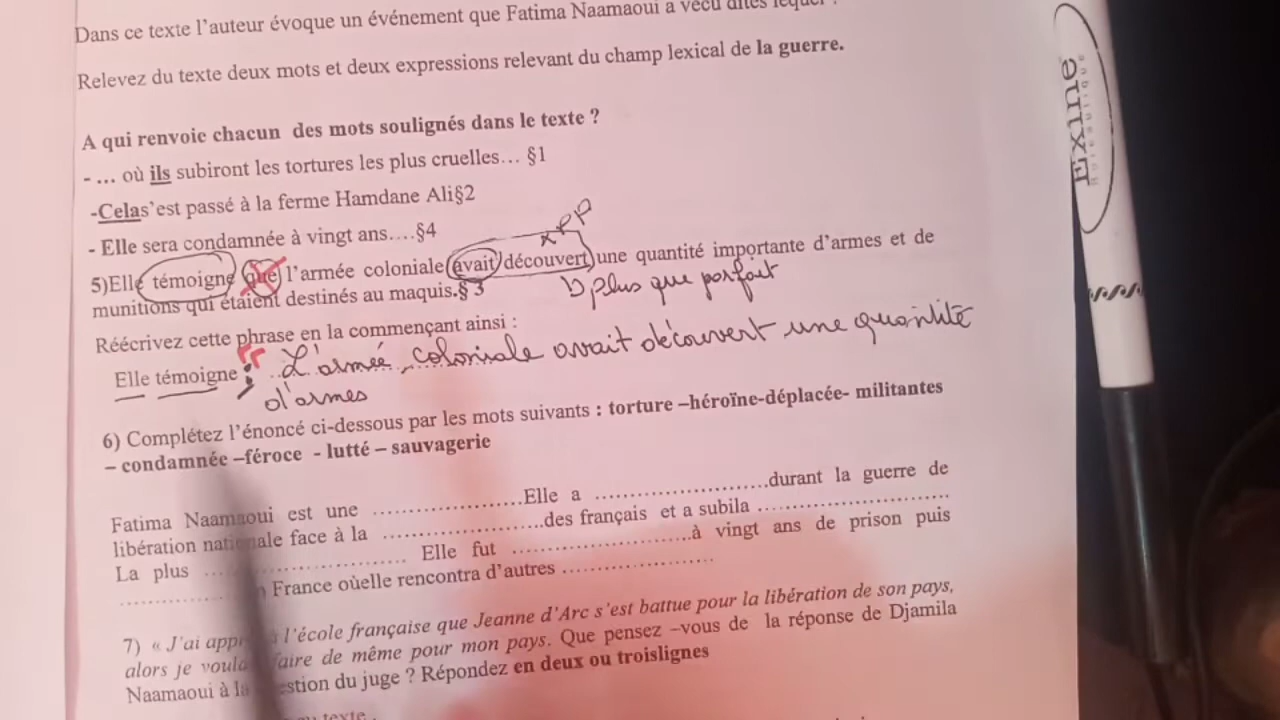 Dans ce texte l'auteur évoque un événement que Fatima Naamaoui a vécu dites lequel
Relevez du texte deux mots et deux expressions relevant du champ lexical de la guerre.
A qui renvoie chacun des mots soulignés dans le texte ?
- … où ils subiront les tortures les plus cruelles… §1
-Celas'est passé à la ferme Hamdane Ali§2
- Elle sera condamnée à vingt ans….§4
PP
5)Elle témoigne que l'armée coloniale avait découvert une quantité importante d'armes et de
munitions qui étaient destinés au maquis.§ 3
plus que parfait
Réécrivez cette phrase en la commençant ainsi :
Elle témoigne : L'armée coloniale avait découvert une quantité
d'armes
6) Complétez l'énoncé ci-dessous par les mots suivants : torture –héroïne-déplacée- militantes
– condamnée –féroce - lutté – sauvagerie
Fatima Naamaoui est une ....................Elle a ......................durant la guerre de
libération nationale face à la ....................des français et a subila ........................
La plus .......................... Elle fut .......................à vingt ans de prison puis
................ France oùelle rencontra d'autres ....................
7) « J'ai l'école française que Jeanne d'Arc s'est battue pour la libération de son pays,
alors je faire de même pour mon pays. Que pensez –vous de la réponse de Djamila
Naamaoui à du juge ? Répondez en deux ou troislignes
texte
Exine